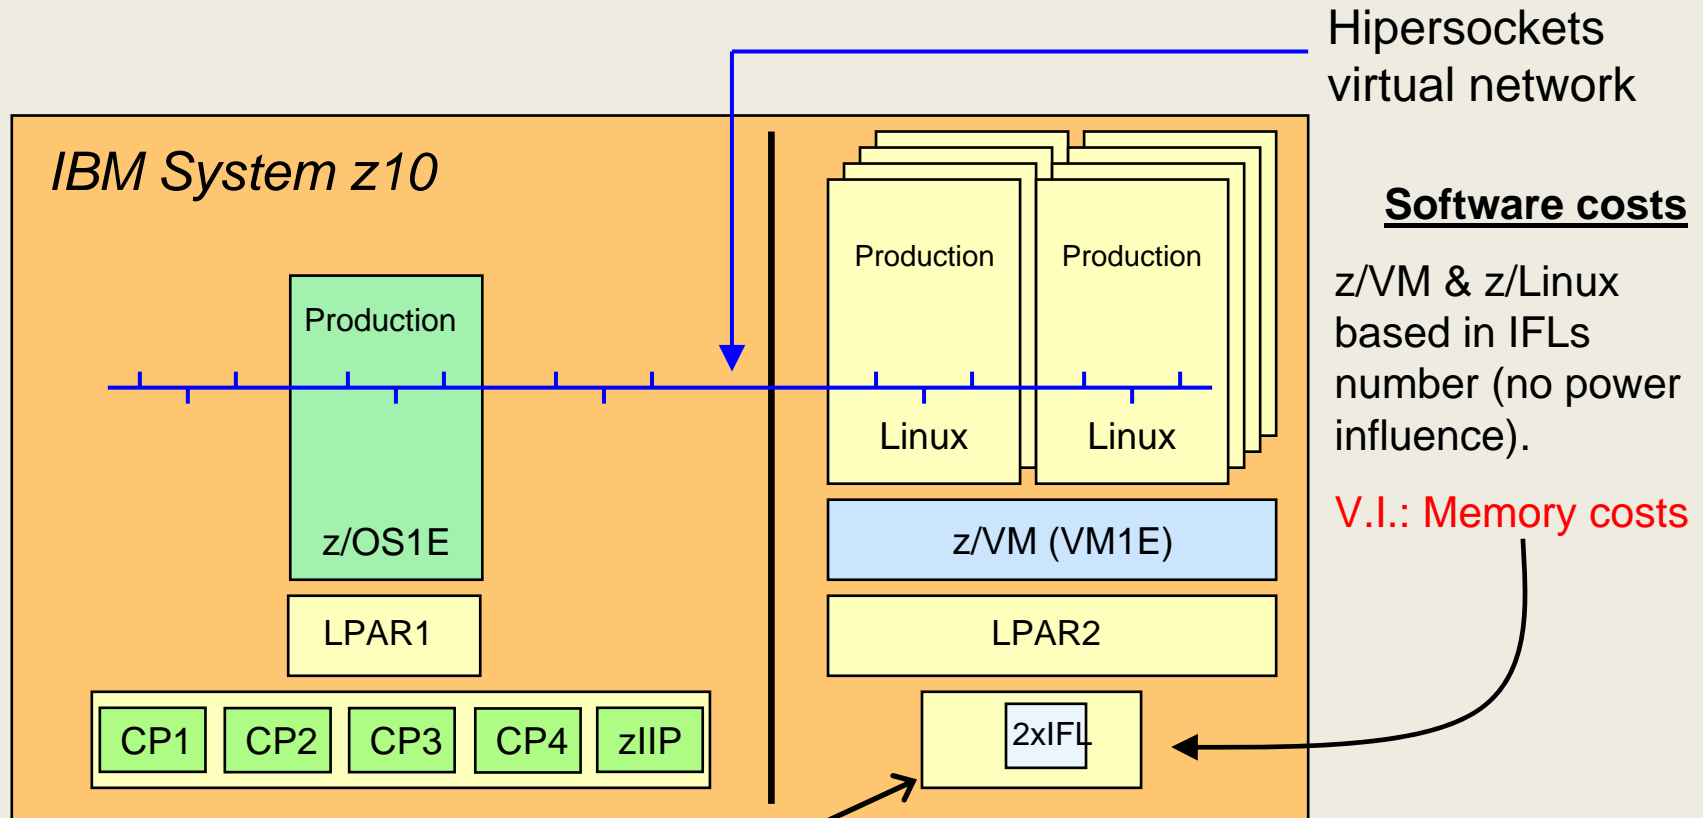 Hipersockets
virtual network
IBM System z10
Software costs
Production
Production
z/VM & z/Linux
based in IFLs
number (no power
influence).
Production
Linux
Linux
V.I.: Memory costs
z/OS1E
z/VM (VM1E)
LPAR1
LPAR2
CP1
CP2
CP3
CP4
zIIP
2xIFL